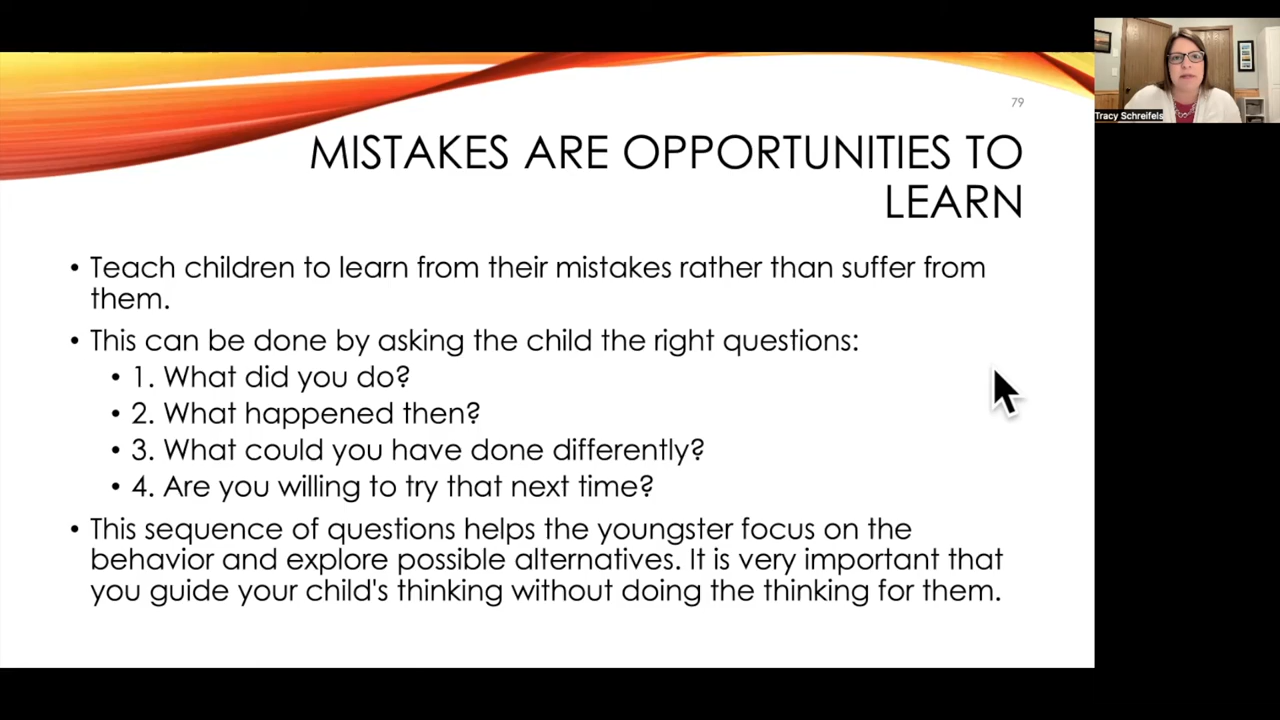 79
MISTAKES ARE OPPORTUNITIES TO
LEARN
• Teach children to learn from their mistakes rather than suffer from
them.
• This can be done by asking the child the right questions:
• 1. What did you do?
• 2. What happened then?
• 3. What could you have done differently?
• 4. Are you willing to try that next time?
• This sequence of questions helps the youngster focus on the
behavior and explore possible alternatives. It is very important that
you guide your child's thinking without doing the thinking for them.
Tracy Schreifels